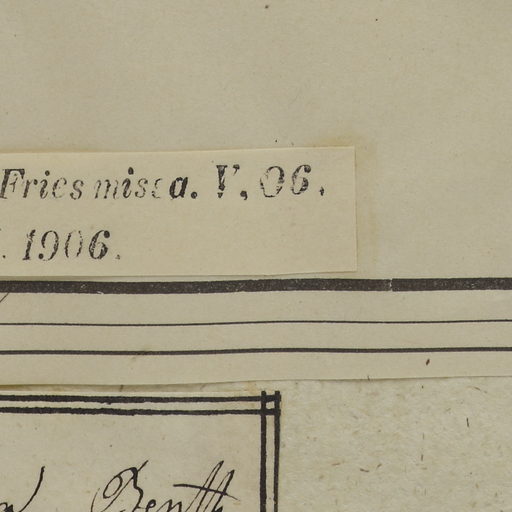 Fries missa. V, 06.
. 1906.
Benth